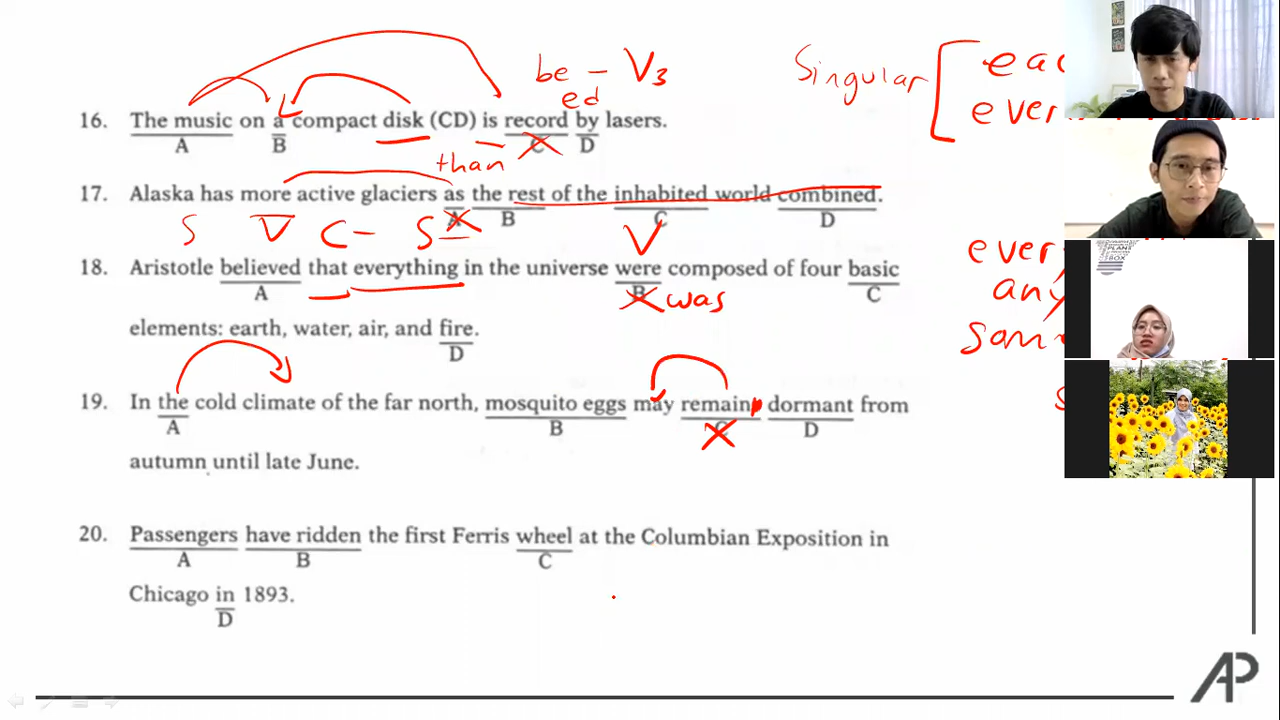 be - V3
ed
Singular
16. The music on a compact disk (CD) is record by lasers.
A B C D
than
17. Alaska has more active glaciers as the rest of the inhabited world combined.
A B C D
S V C - S V
18. Aristotle believed that everything in the universe were composed of four basic
A B was C
elements: earth, water, air, and fire.
D
19. In the cold climate of the far north, mosquito eggs may remain dormant from
A B C D
autumn until late June.
20. Passengers have ridden the first Ferris wheel at the Columbian Exposition in
A B C
Chicago in 1893.
D
AP